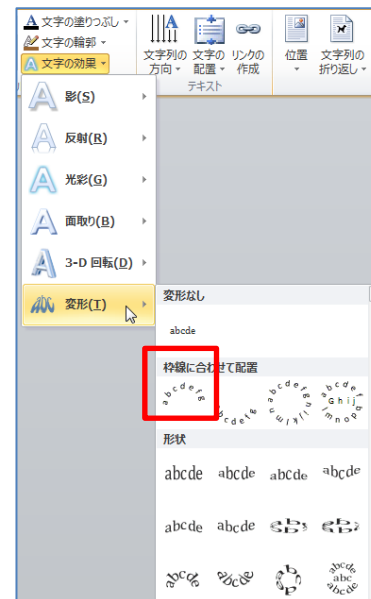 文字の塗りつぶし
文字の輪郭
文字の効果
文字列の方向
文字の配置
リンクの作成
テキスト
位置
文字列の折り返し
影(S)
反射(R)
光彩(G)
面取り(B)
3-D 回転(D)
変形(T)
変形なし
abcde
枠線に合わせて配置
形状
abcde abcde abcde abcde
abcde abcde